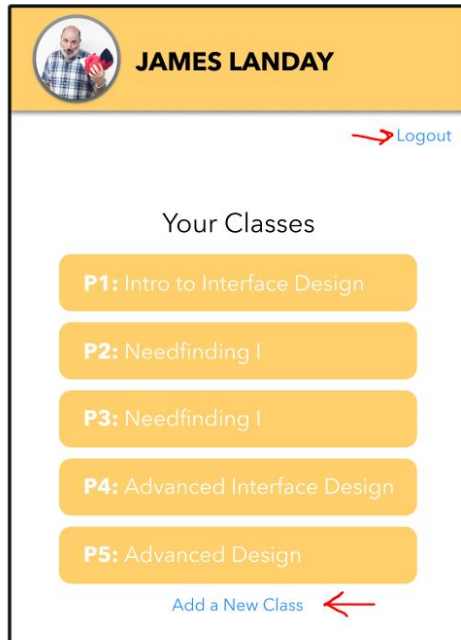 JAMES LANDAY
Logout
Your Classes
P1: Intro to Interface Design
P2: Needfinding I
P3: Needfinding I
P4: Advanced Interface Design
P5: Advanced Design
Add a New Class